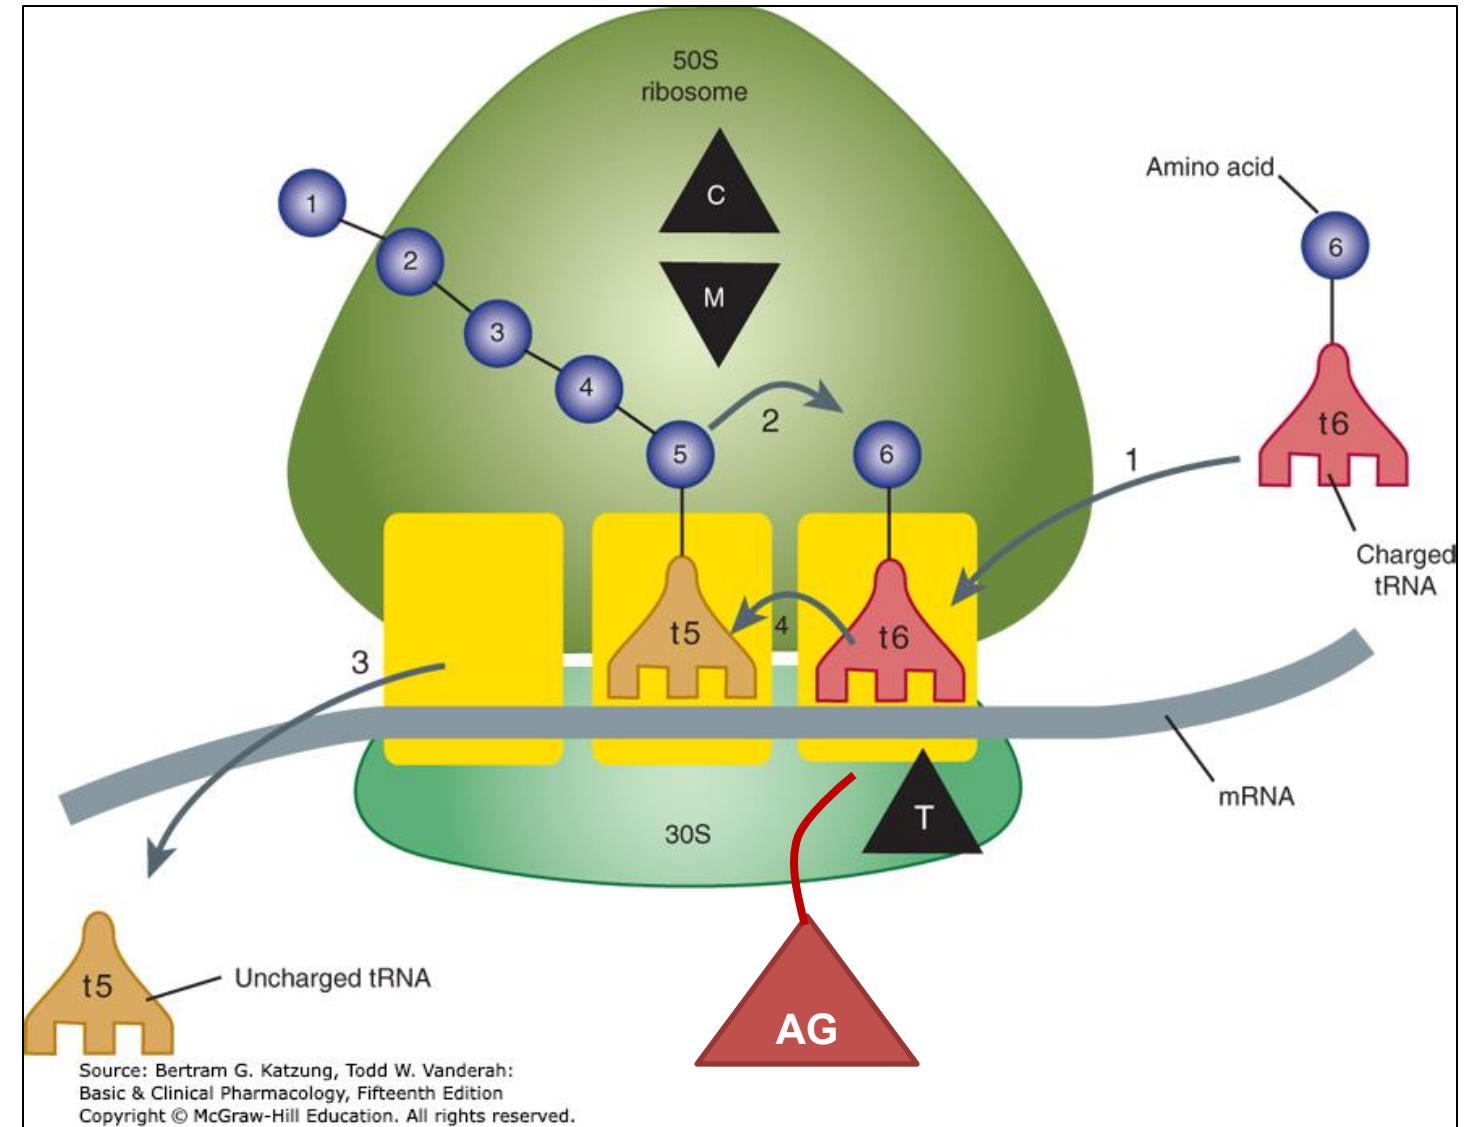 50S
ribosome
C
M
Amino acid
1
2
3
4
5
6
6
2
1
t6
Charged
tRNA
t5
4
t6
3
mRNA
T
30S
AG
t5
Uncharged tRNA
Source: Bertram G. Katzung, Todd W. Vanderah:
Basic & Clinical Pharmacology, Fifteenth Edition
Copyright © McGraw-Hill Education. All rights reserved.